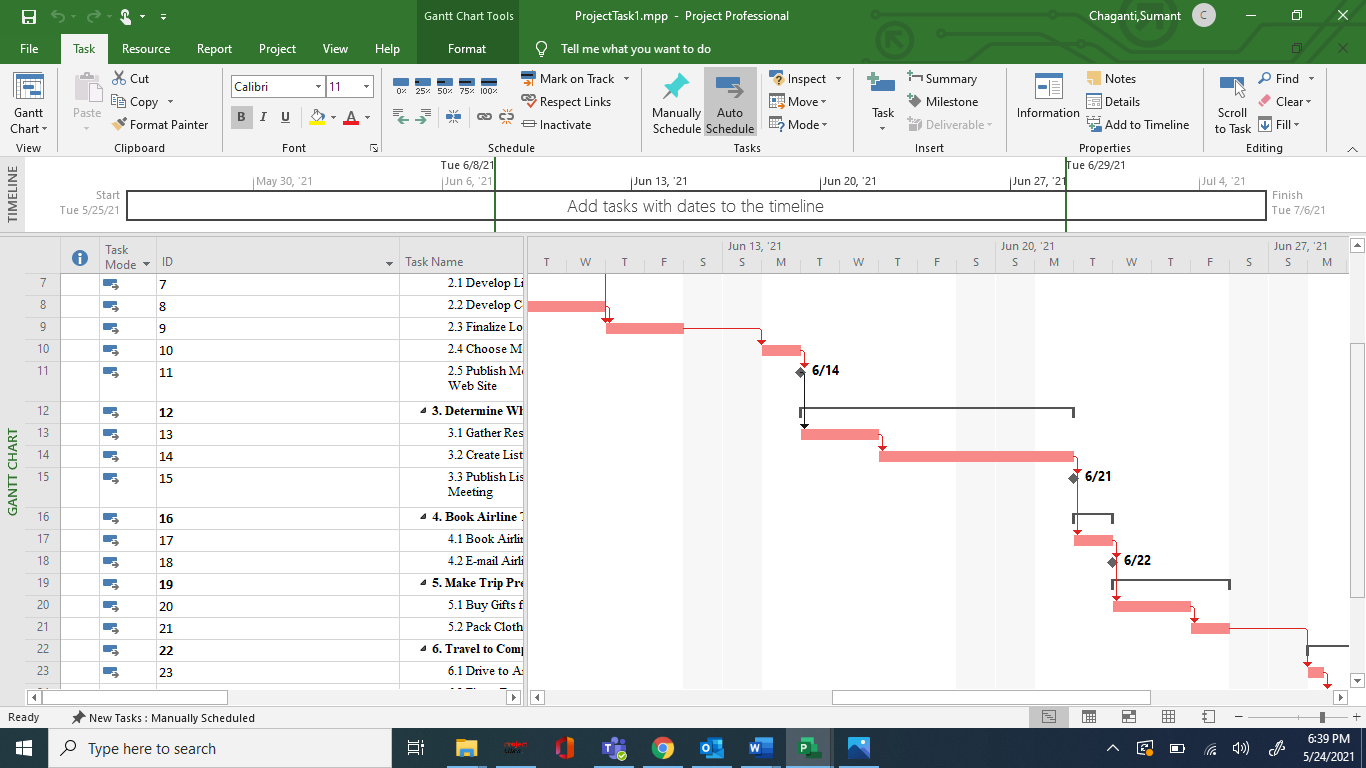 Gantt Chart Tools
ProjectTask1.mpp - Project Professional
Chaganti,Sumant
C
File Task Resource Report Project View Help Format Tell me what you want to do
Gantt Chart
View
Paste
Cut
Copy
Format Painter
Clipboard
Calibri 11
B I U A
Font
0% 25% 50% 75% 100%
Mark on Track
Respect Links
Inactivate
Schedule
Manually Schedule
Auto Schedule
Inspect
Move
Mode
Tasks
Task
Summary
Milestone
Deliverable
Insert
Information
Notes
Details
Add to Timeline
Properties
Scroll to Task
Find
Clear
Fill
Editing
TIMELINE
Tue 6/8/21 Tue 6/29/21
May 30, '21 Jun 6, '21 Jun 13, '21 Jun 20, '21 Jun 27, '21 Jul 4, '21
Start
Tue 5/25/21
Add tasks with dates to the timeline
Finish
Tue 7/6/21
GANTT CHART
Task Mode ID Task Name
Jun 13, '21 Jun 20, '21 Jun 27, '21
T W T F S S M T W T F S S M T W T F S S M
7 7 2.1 Develop Li
8 8 2.2 Develop C
9 9 2.3 Finalize Lo
10 10 2.4 Choose M
11 11 2.5 Publish Me
Web Site
6/14
12 12 3. Determine Wh
13 13 3.1 Gather Res
14 14 3.2 Create List
15 15 3.3 Publish Lis
Meeting
6/21
16 16 4. Book Airline T
17 17 4.1 Book Airlin
18 18 4.2 E-mail Airli
6/22
19 19 5. Make Trip Pre
20 20 5.1 Buy Gifts f
21 21 5.2 Pack Cloth
22 22 6. Travel to Comp
23 23 6.1 Drive to Ai
Ready New Tasks : Manually Scheduled
Type here to search
6:39 PM
5/24/2021